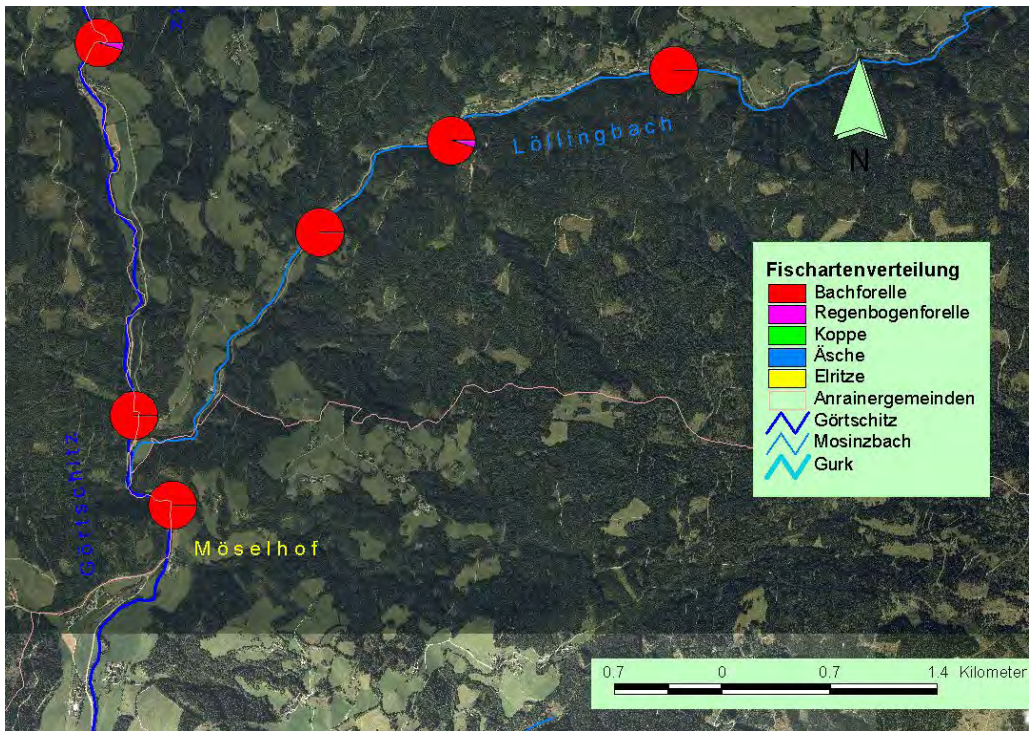 Löllingbach
N
Fischartenverteilung
Bachforelle
Regenbogenforelle
Koppe
Äsche
Elritze
Anrainergemeinden
Görtschitz
Mosinzbach
Gurk
Görtschitz
Möselhof
0.7 0 0.7 1.4 Kilometer